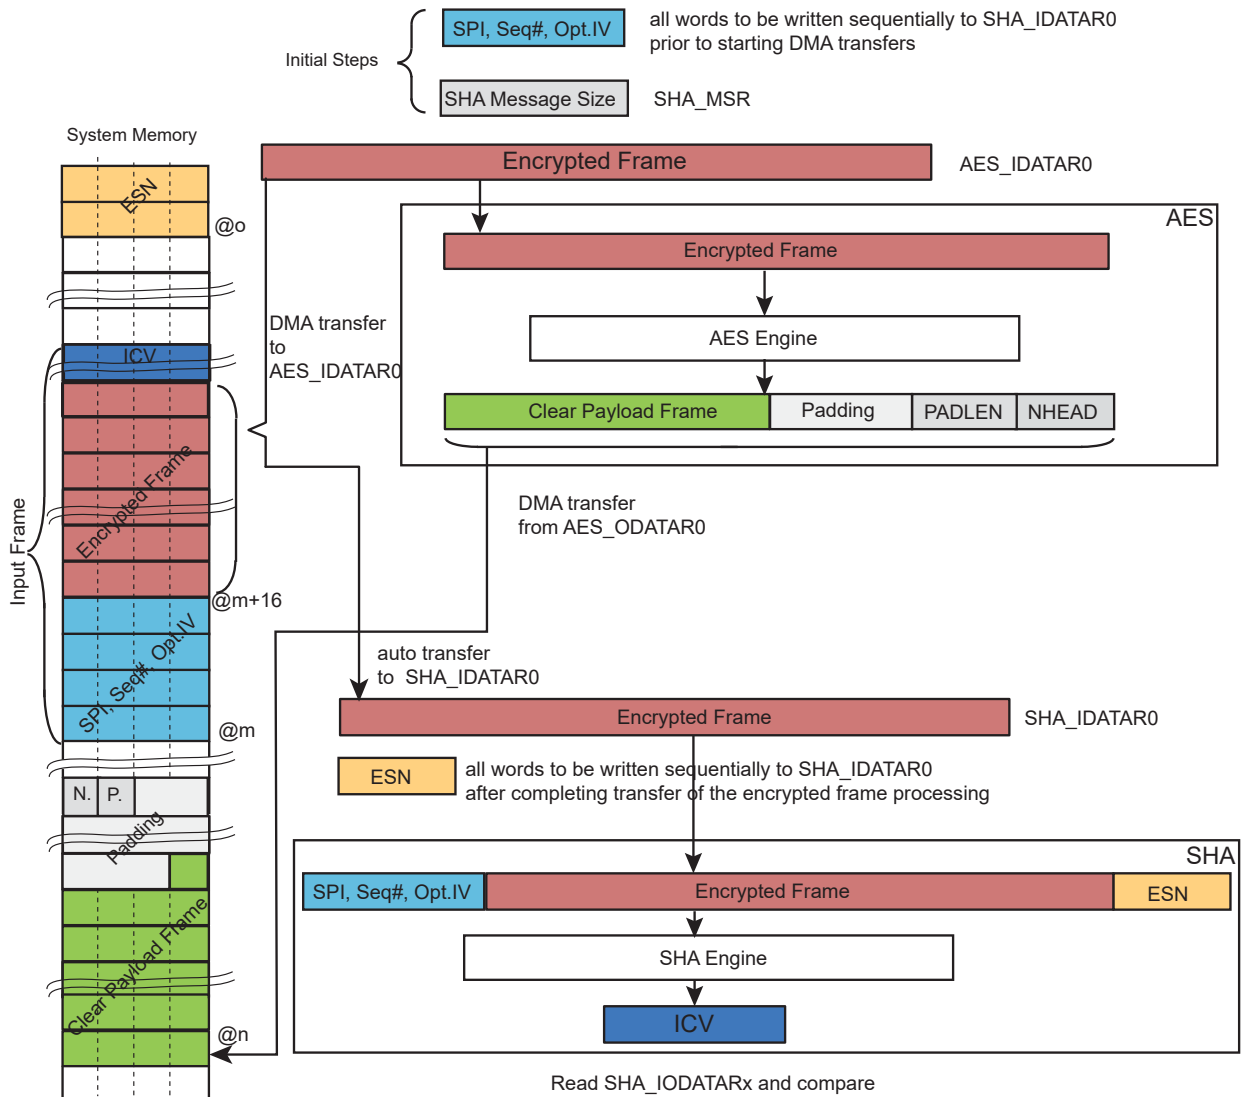 SPI, Seq#, Opt.IV
all words to be written sequentially to SHA_IDATAR0
prior to starting DMA transfers
Initial Steps
SHA Message Size
SHA_MSR
System Memory
Encrypted Frame
AES_IDATAR0
ESN
@o
AES
Encrypted Frame
DMA transfer
to
AES_IDATAR0
AES Engine
ICV
Clear Payload Frame
Padding
PADLEN
NHEAD
Input Frame
Encrypted Frame
DMA transfer
from AES_ODATAR0
@m+16
SPI, Seq#, Opt.IV
auto transfer
to SHA_IDATAR0
@m
Encrypted Frame
SHA_IDATAR0
ESN
all words to be written sequentially to SHA_IDATAR0
after completing transfer of the encrypted frame processing
N.
P.
Padding
SHA
SPI, Seq#, Opt.IV
Encrypted Frame
ESN
Clear Payload Frame
SHA Engine
ICV
@n
Read SHA_IODATARx and compare